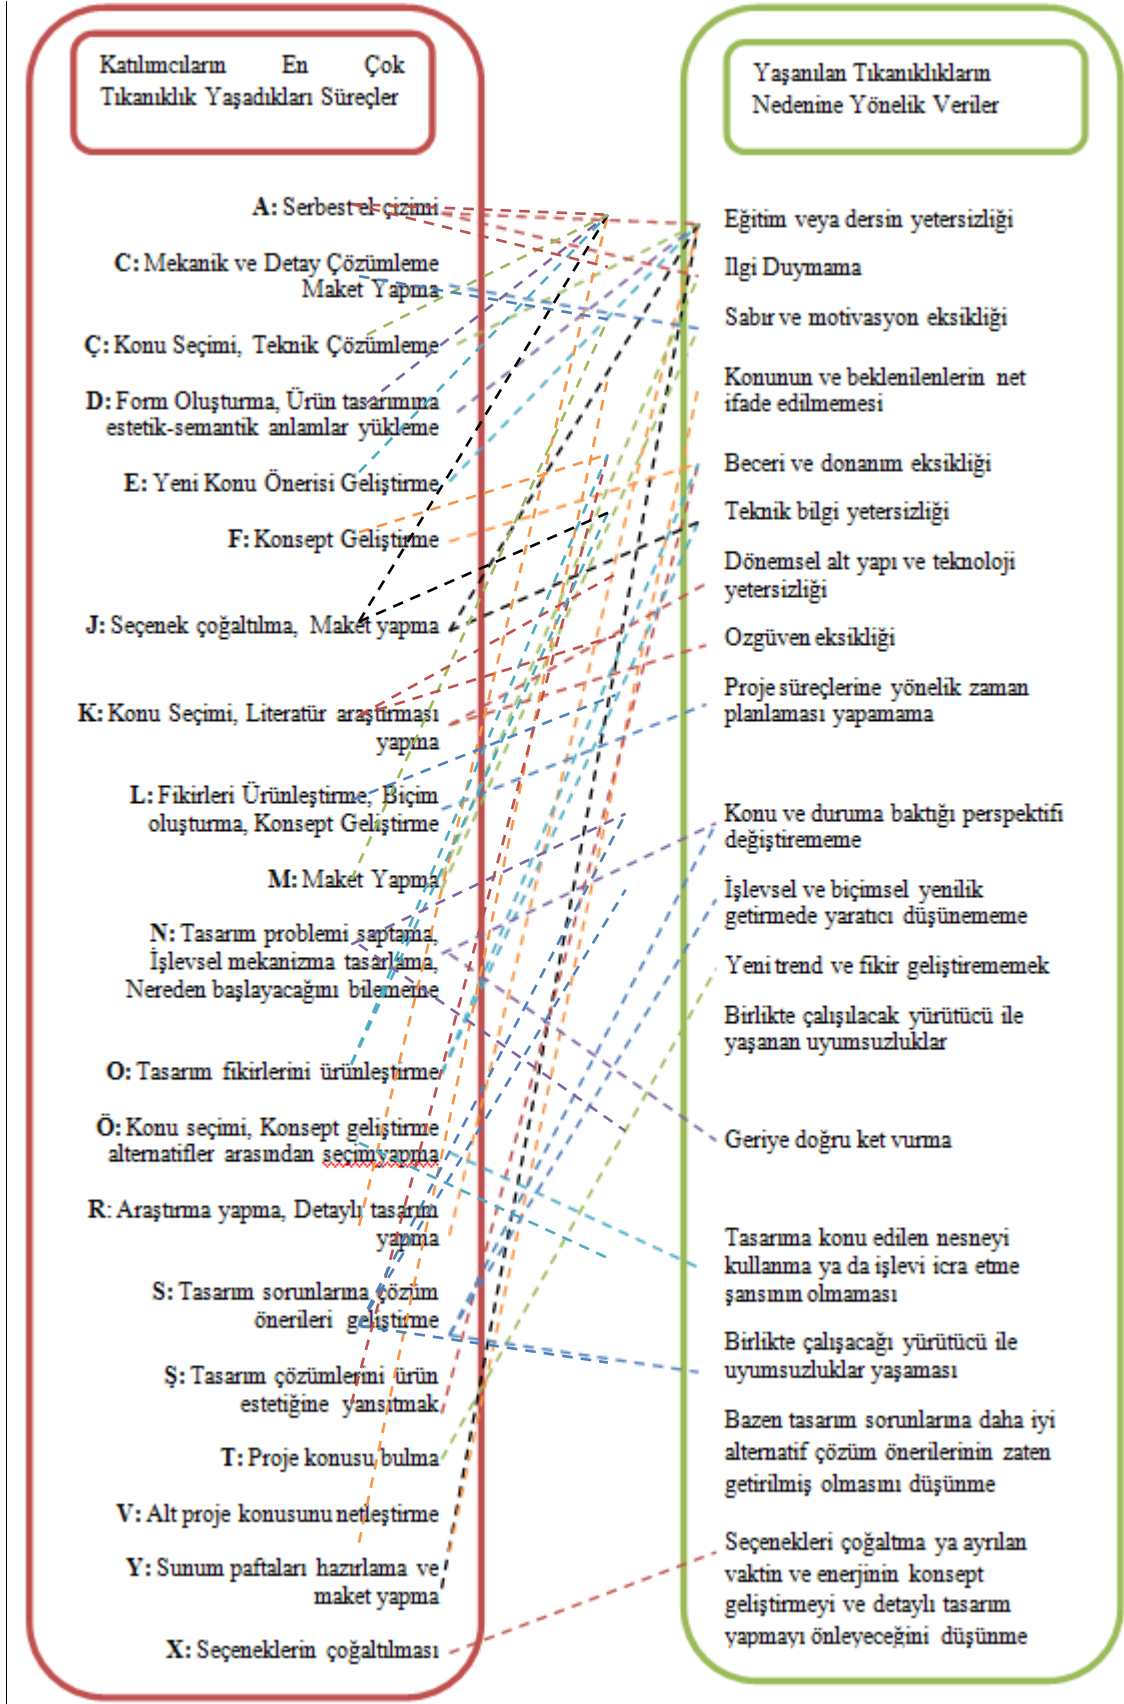 Katılımcıların En Çok
Tıkanıklık Yaşadıkları Süreçler
A: Serbest el çizimi
C: Mekanik ve Detay Çözümleme
Maket Yapma
Ç: Konu Seçimi, Teknik Çözümleme
D: Form Oluşturma, Ürün tasarımına
estetik-semantik anlamlar yükleme
E: Yeni Konu Önerisi Geliştirme
F: Konsept Geliştirme
J: Seçenek çoğaltılma, Maket yapma
K: Konu Seçimi, Literatür araştırması
yapma
L: Fikirleri Ürünleştirme, Biçim
oluşturma, Konsept Geliştirme
M: Maket Yapma
N: Tasarım problemi saptama,
İşlevsel mekanizma tasarlama,
Nereden başlayacağını bilememe
O: Tasarım fikirlerini ürünleştirme
Ö: Konu seçimi, Konsept geliştirme
alternatifler arasından seçimyapma
R: Araştırma yapma, Detaylı tasarım
yapma
S: Tasarım sorunlarına çözüm
önerileri geliştirme
Ş: Tasarım çözümlerini ürün
estetiğine yansıtmak
T: Proje konusu bulma
V: Alt proje konusunu netleştirme
Y: Sunum paftaları hazırlama ve
maket yapma
X: Seçeneklerin çoğaltılması
Yaşanılan Tıkanıklıkların
Nedenine Yönelik Veriler
Eğitim veya dersin yetersizliği
Ilgi Duymama
Sabır ve motivasyon eksikliği
Konunun ve beklenilenlerin net
ifade edilmemesi
Beceri ve donanım eksikliği
Teknik bilgi yetersizliği
Dönemsel alt yapı ve teknoloji
yetersizliği
Ozgüven eksikliği
Proje süreçlerine yönelik zaman
planlaması yapamama
Konu ve duruma baktığı perspektifi
değiştirememe
İşlevsel ve biçimsel yenilik
getirmede yaratıcı düşünememe
Yeni trend ve fikir geliştirememek
Birlikte çalışılacak yürütücü ile
yaşanan uyumsuzluklar
Geriye doğru ket vurma
Tasarıma konu edilen nesneyi
kullanma ya da işlevi icra etme
şansının olmaması
Birlikte çalışacağı yürütücü ile
uyumsuzluklar yaşaması
Bazen tasarım sorunlarına daha iyi
alternatif çözüm önerilerinin zaten
getirilmiş olmasını düşünme
Seçenekleri çoğaltma ya ayrılan
vaktin ve enerjinin konsept
geliştirmeyi ve detaylı tasarım
yapmayı önleyeceğini düşünme